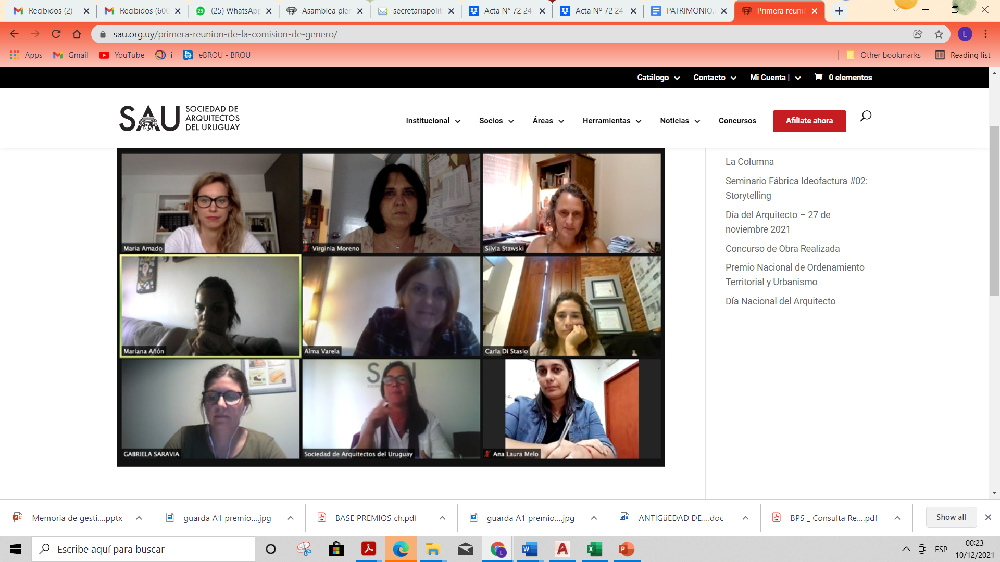 Recibidos (2) -
Recibidos (600
(25) WhatsApp
Asamblea plen
secretariapolit
Acta N° 72 24-
Acta Nº 72 24
PATRIMONIO.
Primera reunio
sau.org.uy/primera-reunion-de-la-comision-de-genero/
L
Apps
Gmail
YouTube
i
eBROU - BROU
Other bookmarks
Reading list
Catálogo
Contacto
Mi Cuenta |
0 elementos
SAU
SOCIEDAD DE
ARQUITECTOS
DEL URUGUAY
Institucional
Socios
Áreas
Herramientas
Noticias
Concursos
Afiliate ahora
Maria Amado
Virginia Moreno
Silvia Stawski
Mariana Añón
Alma Varela
Carla Di Stasio
GABRIELA SARAVIA
SAU
Sociedad de Arquitectos del Uruguay
Ana Laura Melo
La Columna
Seminario Fábrica Ideofactura #02:
Storytelling
Día del Arquitecto – 27 de
noviembre 2021
Concurso de Obra Realizada
Premio Nacional de Ordenamiento
Territorial y Urbanismo
Día Nacional del Arquitecto
Memoria de gesti....pptx
guarda A1 premio....jpg
BASE PREMIOS ch.pdf
guarda A1 premio....jpg
ANTIGüEDAD DE....doc
BPS _ Consulta Re....pdf
Show all
Escribe aquí para buscar
ESP
00:23
10/12/2021